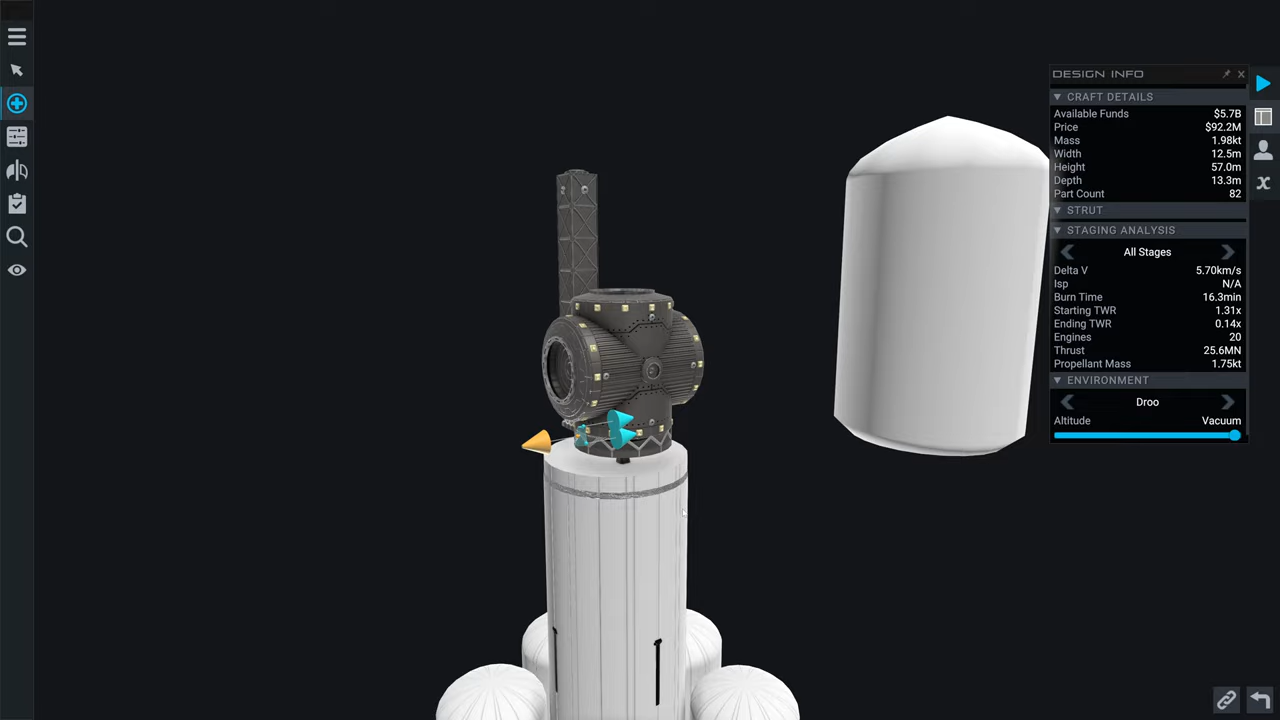 DESIGN INFO
CRAFT DETAILS
Available Funds $5.7B
Price $92.2M
Mass 1.98kt
Width 12.5m
Height 57.0m
Depth 13.3m
Part Count 82
STRUT
STAGING ANALYSIS
All Stages
Delta V 5.70km/s
Isp N/A
Burn Time 16.3min
Starting TWR 1.31x
Ending TWR 0.14x
Engines 20
Thrust 25.6MN
Propellant Mass 1.75kt
ENVIRONMENT
Droo
Altitude Vacuum